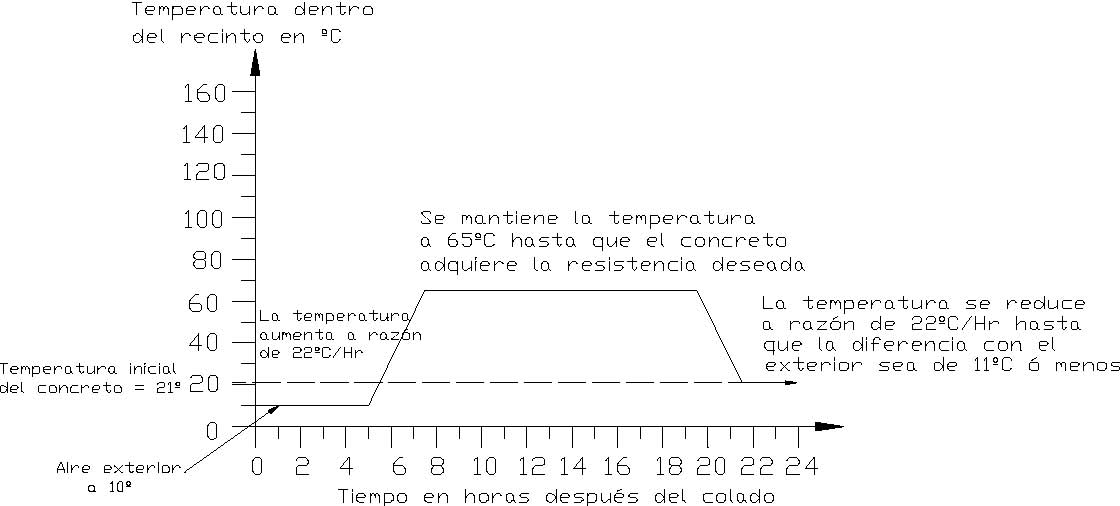 Temperatura dentro
del recinto en ºC
160
140
120
100
80
60
40
20
0
Se mantiene la temperatura
a 65ºC hasta que el concreto
adquiere la resistencia deseada
La temperatura
aumenta a razón
de 22ºC/Hr
La temperatura se reduce
a razón de 22ºC/Hr hasta
que la diferencia con el
exterior sea de 11ºC ó menos
Temperatura inicial
del concreto = 21º
Aire exterior
a 10º
0 2 4 6 8 10 12 14 16 18 20 22 24
Tiempo en horas después del colado